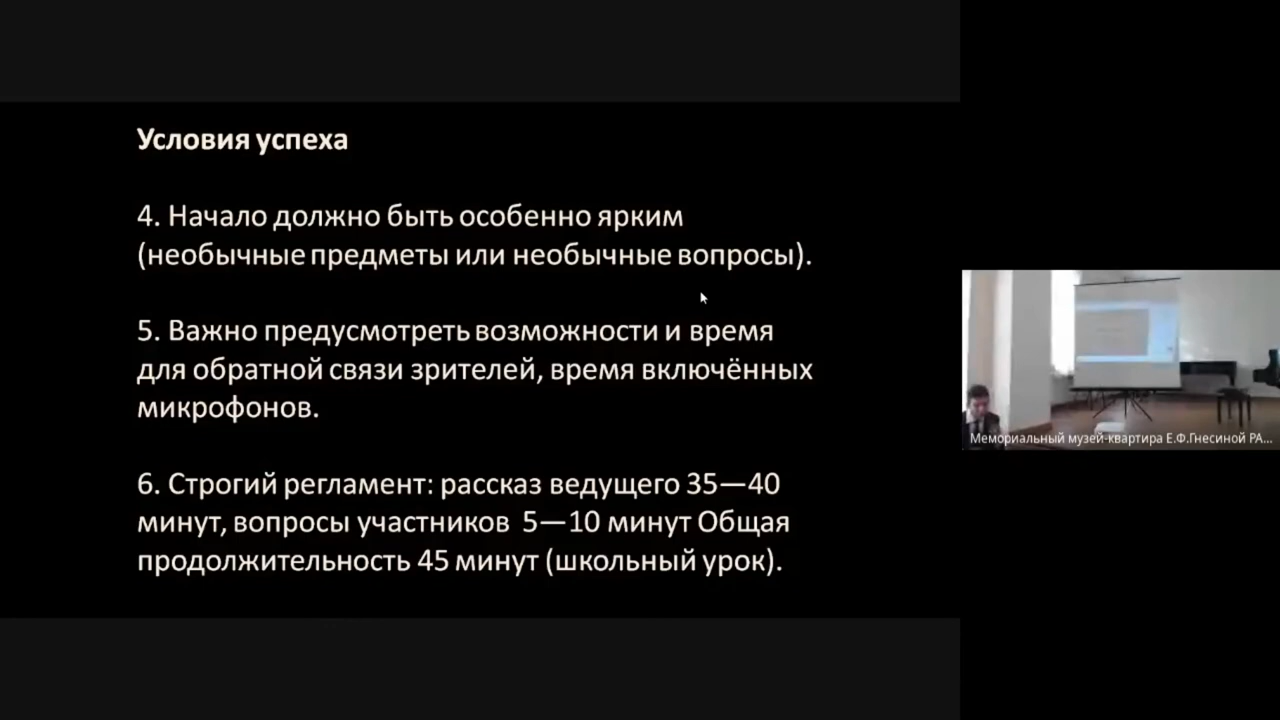 Условия успеха
4. Начало должно быть особенно ярким
(необычные предметы или необычные вопросы).
5. Важно предусмотреть возможности и время
для обратной связи зрителей, время включённых
микрофонов.
6. Строгий регламент: рассказ ведущего 35—40
минут, вопросы участников 5—10 минут Общая
продолжительность 45 минут (школьный урок).
Мемориальный музей-квартира Е.Ф.Гнесиной РА...